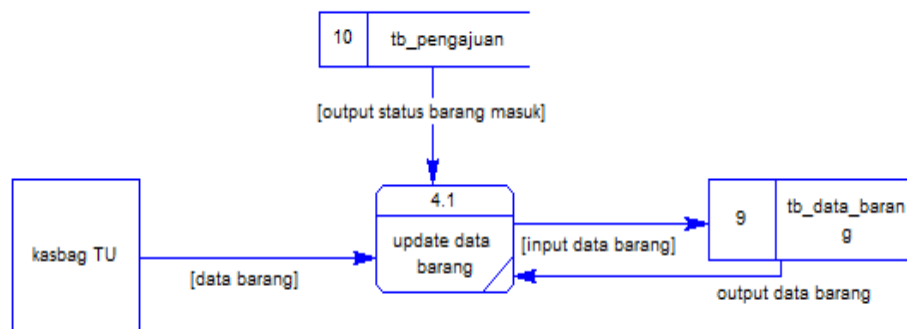 10 tb_pengajuan
[output status barang masuk]
4.1
kasbag TU
update data
barang
[data barang]
[input data barang]
9
tb_data_baran
g
output data barang